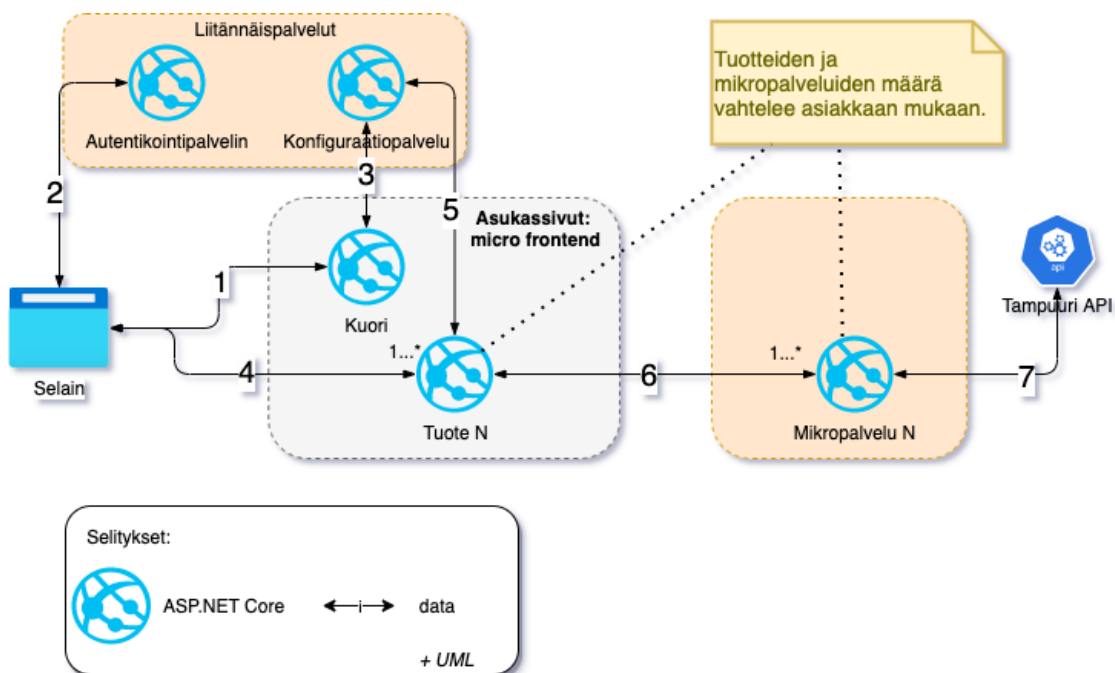 Liitännäispalvelut
Autentikointipalvelin
Konfiguraatiopalvelu
Tuotteiden ja
mikropalveluiden määrä
vahtelee asiakkaan mukaan.
2
3
5
Asukassivut:
micro frontend
1
Kuori
api
Tampuuri API
Selain
4
1...*
Tuote N
6
1...*
Mikropalvelu N
7
Selitykset:
ASP.NET Core
i
data
+ UML